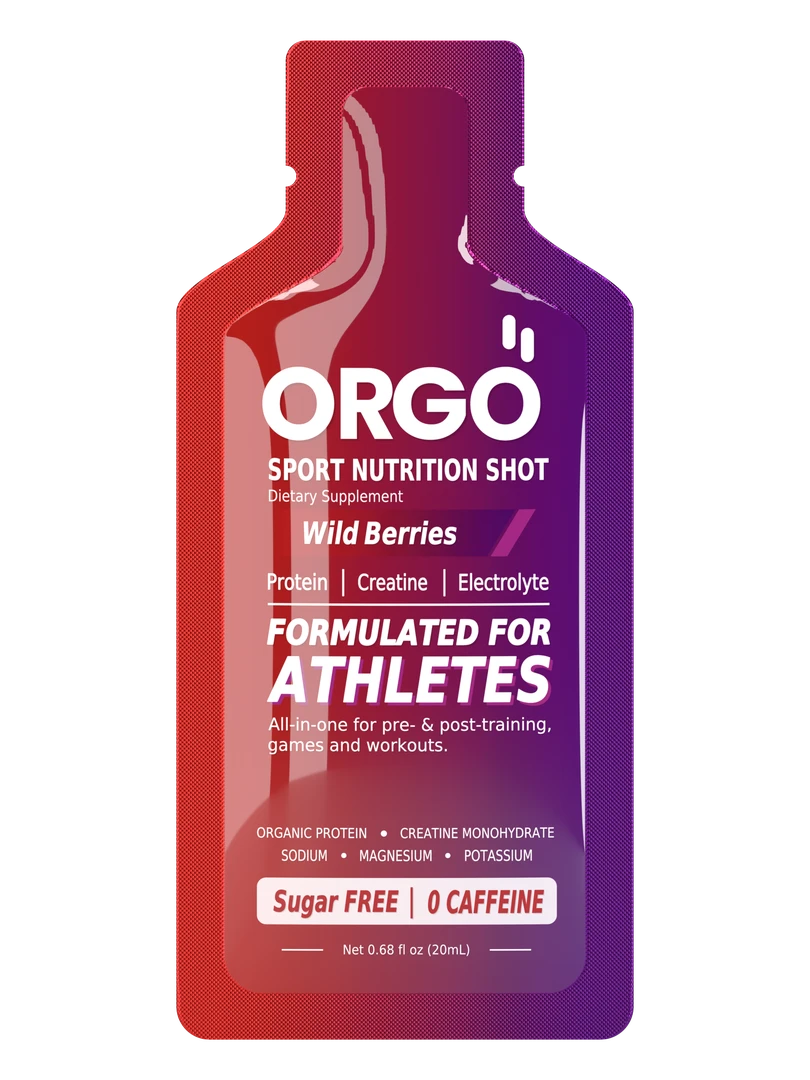 ORGO
SPORT NUTRITION SHOT
Dietary Supplement
Wild Berries
Protein | Creatine | Electrolyte
FORMULATED FOR
ATHLETES
All-in-one for pre- & post-training,
games and workouts.
ORGANIC PROTEIN • CREATINE MONOHYDRATE
SODIUM • MAGNESIUM • POTASSIUM
Sugar FREE | 0 CAFFEINE
Net 0.68 fl oz (20mL)